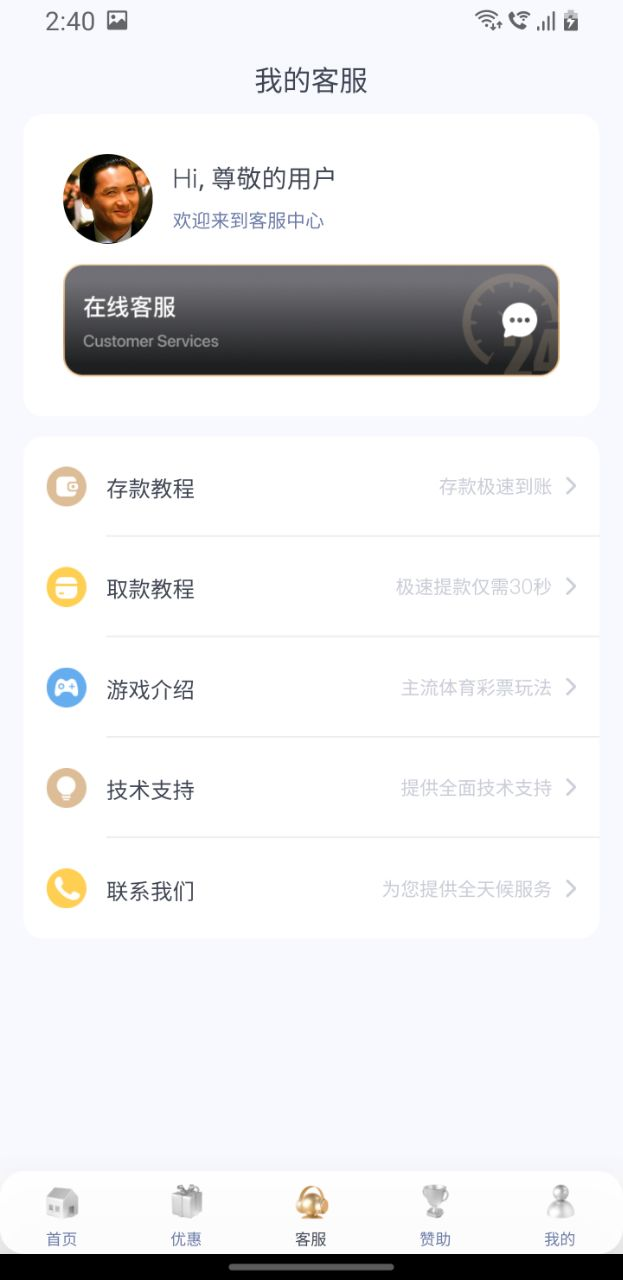 2:40
我的客服
Hi, 尊敬的用户
欢迎来到客服中心
在线客服
Customer Services
24
存款教程 存款极速到账
取款教程 极速提款仅需30秒
游戏介绍 主流体育彩票玩法
技术支持 提供全面技术支持
联系我们 为您提供全天候服务
首页 优惠 客服 赞助 我的